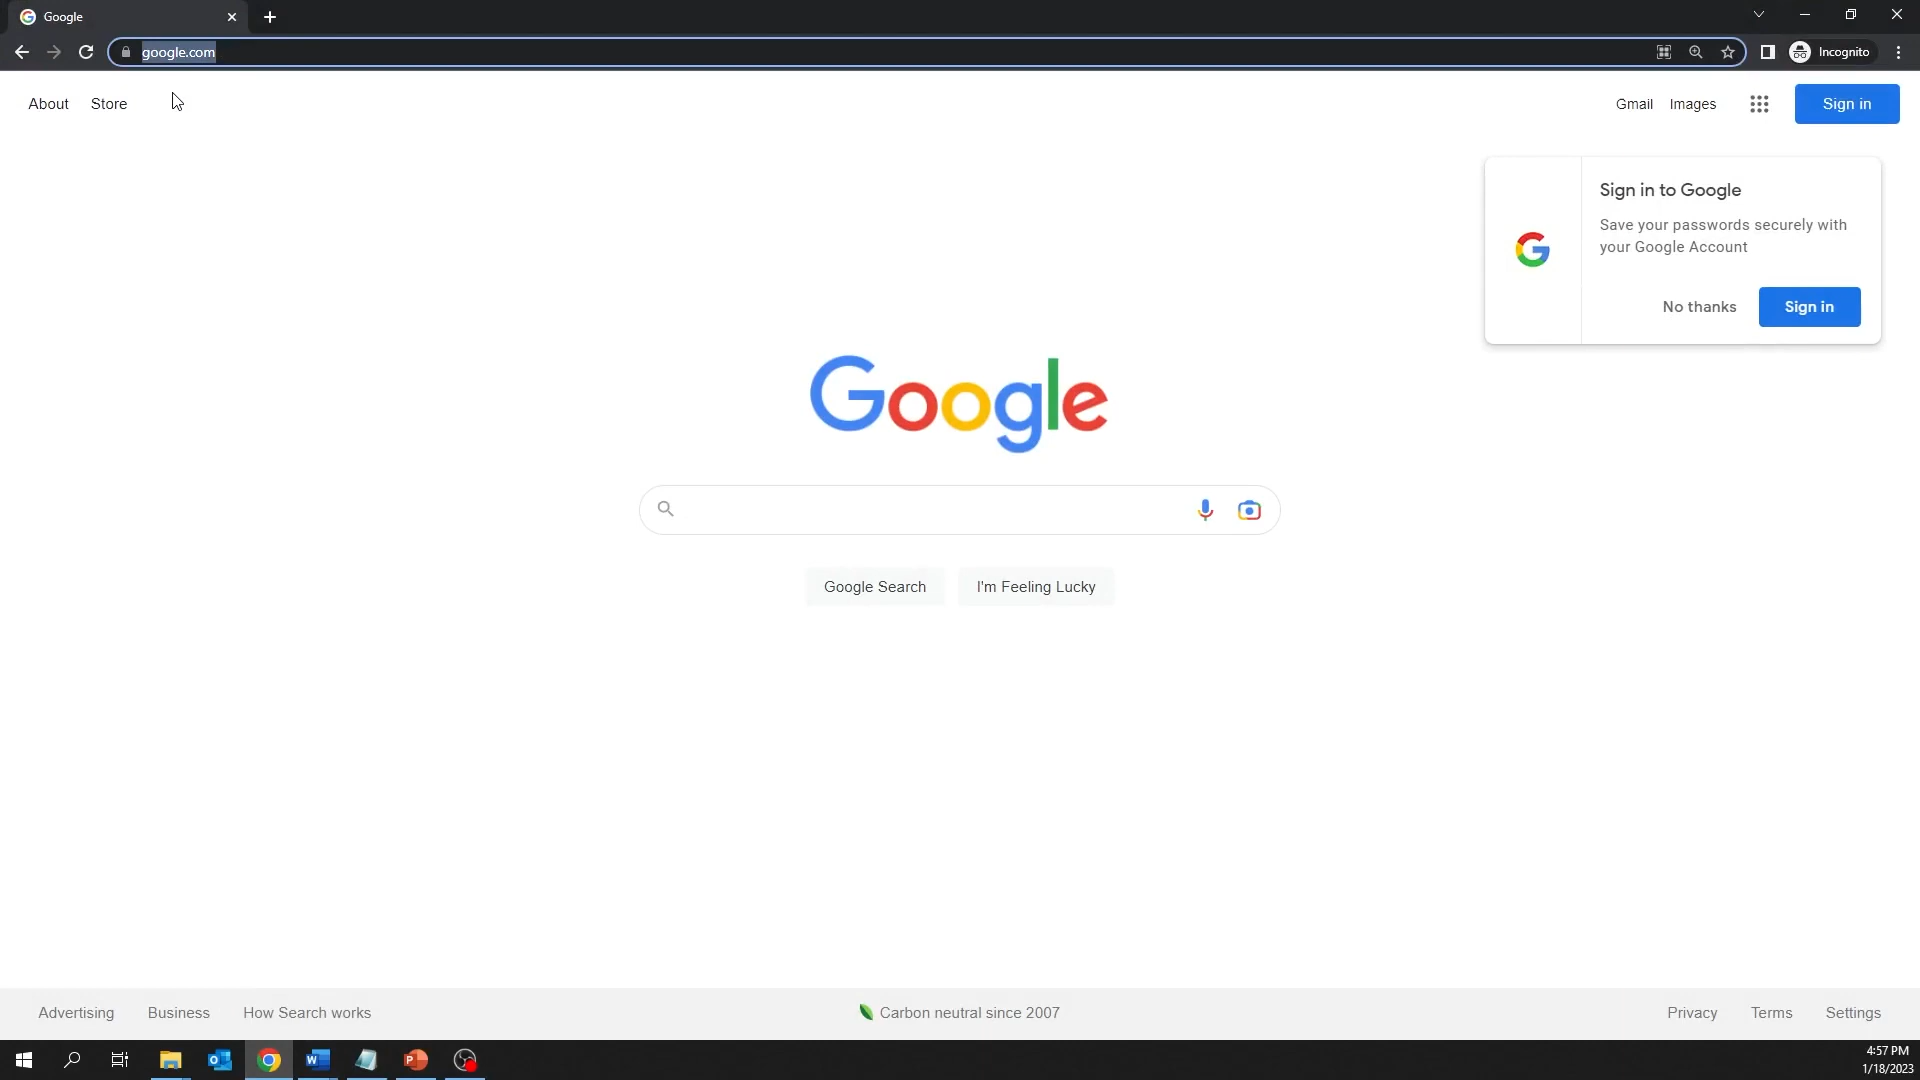 Google
google.com
Incognito
About Store
Gmail Images
Sign in
Sign in to Google
Save your passwords securely with
your Google Account
No thanks
Sign in
Google
Google Search
I'm Feeling Lucky
Advertising Business How Search works
Carbon neutral since 2007
Privacy Terms Settings
4:57 PM
1/18/2023